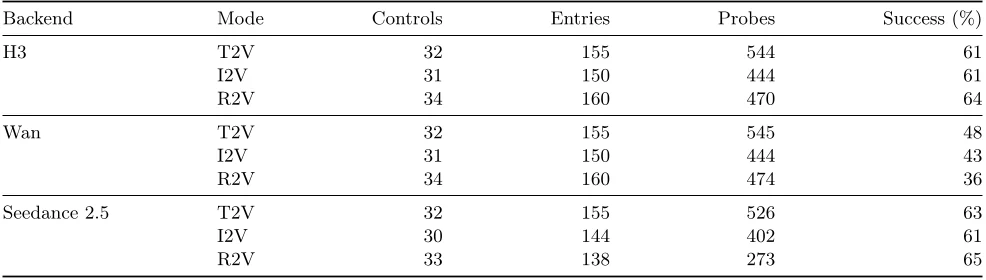 Backend Mode Controls Entries Probes Success (%)
H3 T2V 32 155 544 61
I2V 31 150 444 61
R2V 34 160 470 64
Wan T2V 32 155 545 48
I2V 31 150 444 43
R2V 34 160 474 36
Seedance 2.5 T2V 32 155 526 63
I2V 30 144 402 61
R2V 33 138 273 65